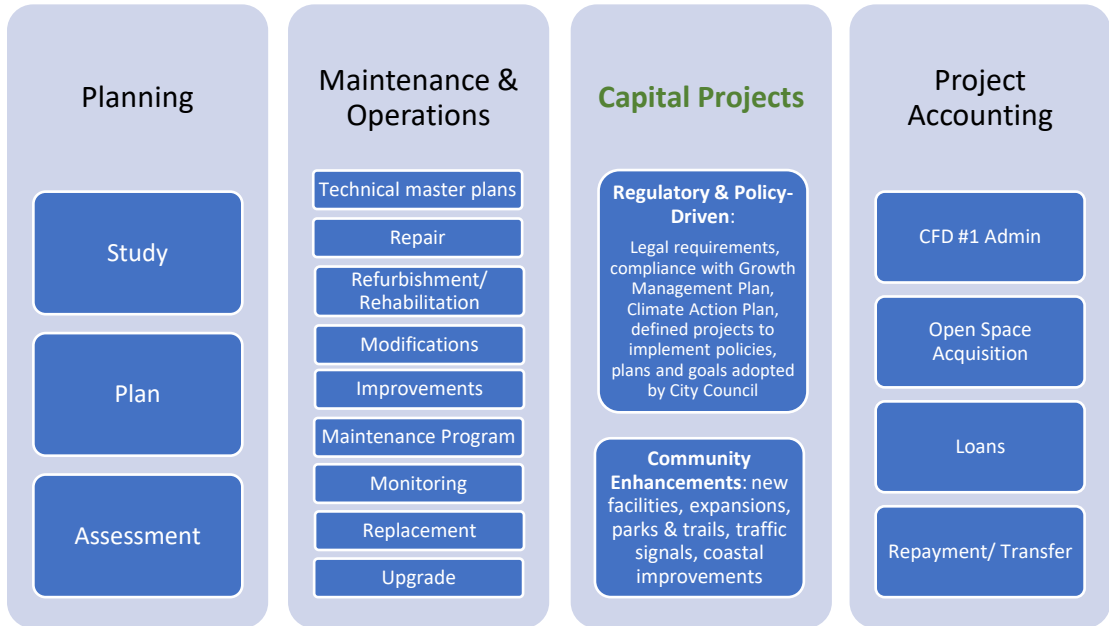 Planning
Study
Plan
Assessment
Maintenance &
Operations
Technical master plans
Repair
Refurbishment/
Rehabilitation
Modifications
Improvements
Maintenance Program
Monitoring
Replacement
Upgrade
Capital Projects
Regulatory & Policy-
Driven:
Legal requirements,
compliance with Growth
Management Plan,
Climate Action Plan,
defined projects to
implement policies,
plans and goals adopted
by City Council
Community
Enhancements: new
facilities, expansions,
parks & trails, traffic
signals, coastal
improvements
Project
Accounting
CFD #1 Admin
Open Space
Acquisition
Loans
Repayment/ Transfer